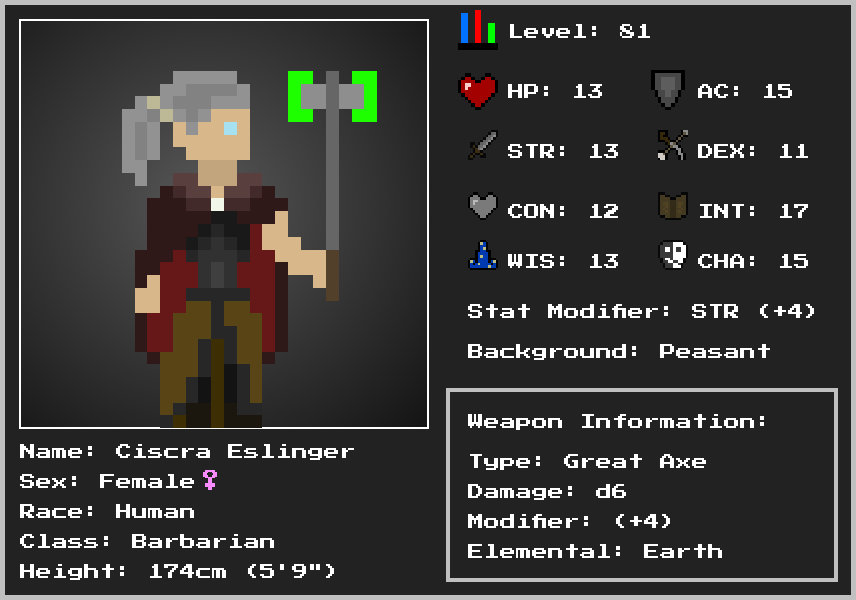 Level: 81
HP: 13
AC: 15
STR: 13
DEX: 11
CON: 12
INT: 17
WIS: 13
CHA: 15
Stat Modifier: STR (+4)
Background: Peasant
Weapon Information:
Type: Great Axe
Damage: d6
Modifier: (+4)
Elemental: Earth
Name: Ciscra Eslinger
Sex: Female♀
Race: Human
Class: Barbarian
Height: 174cm (5'9")